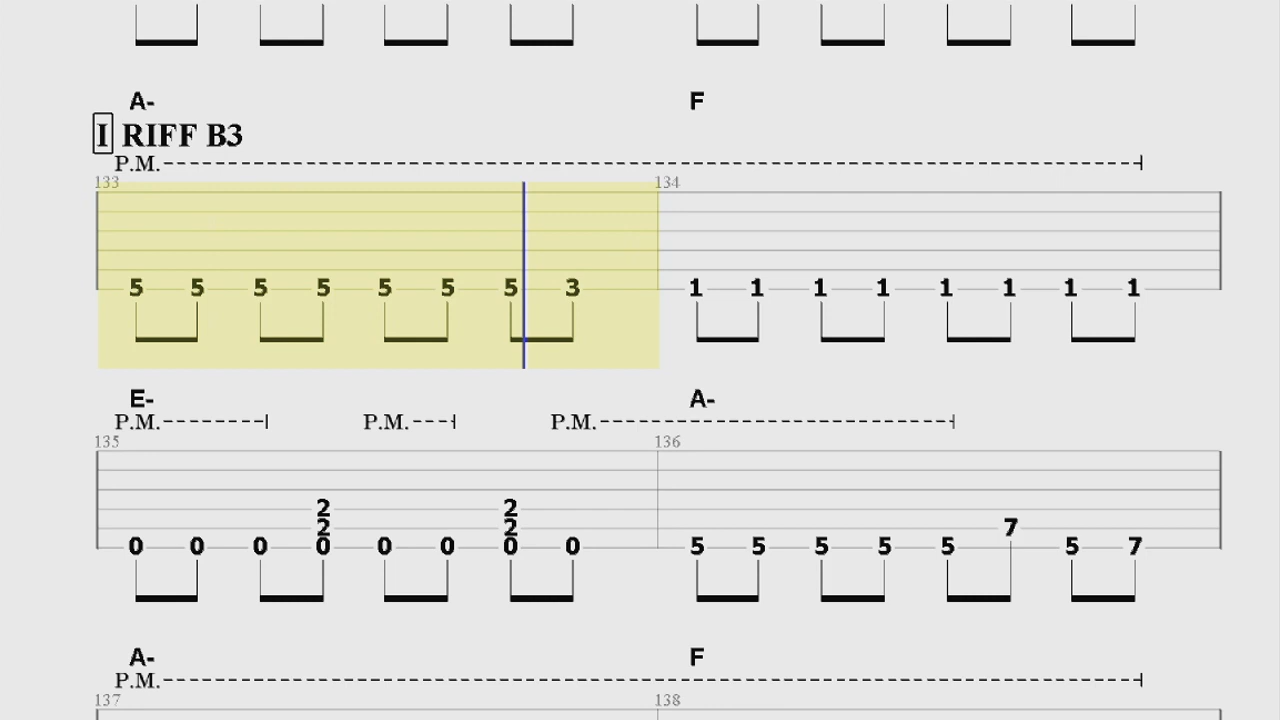 A- F
I RIFF B3
P.M.
133 134
5 5 5 5 5 5 5 3 1 1 1 1 1 1 1 1
E- A-
P.M. P.M. P.M.
135 136
2 2
2 2 7
0 0 0 0 0 0 0 0 5 5 5 5 5 5 7
A- F
P.M.
137 138